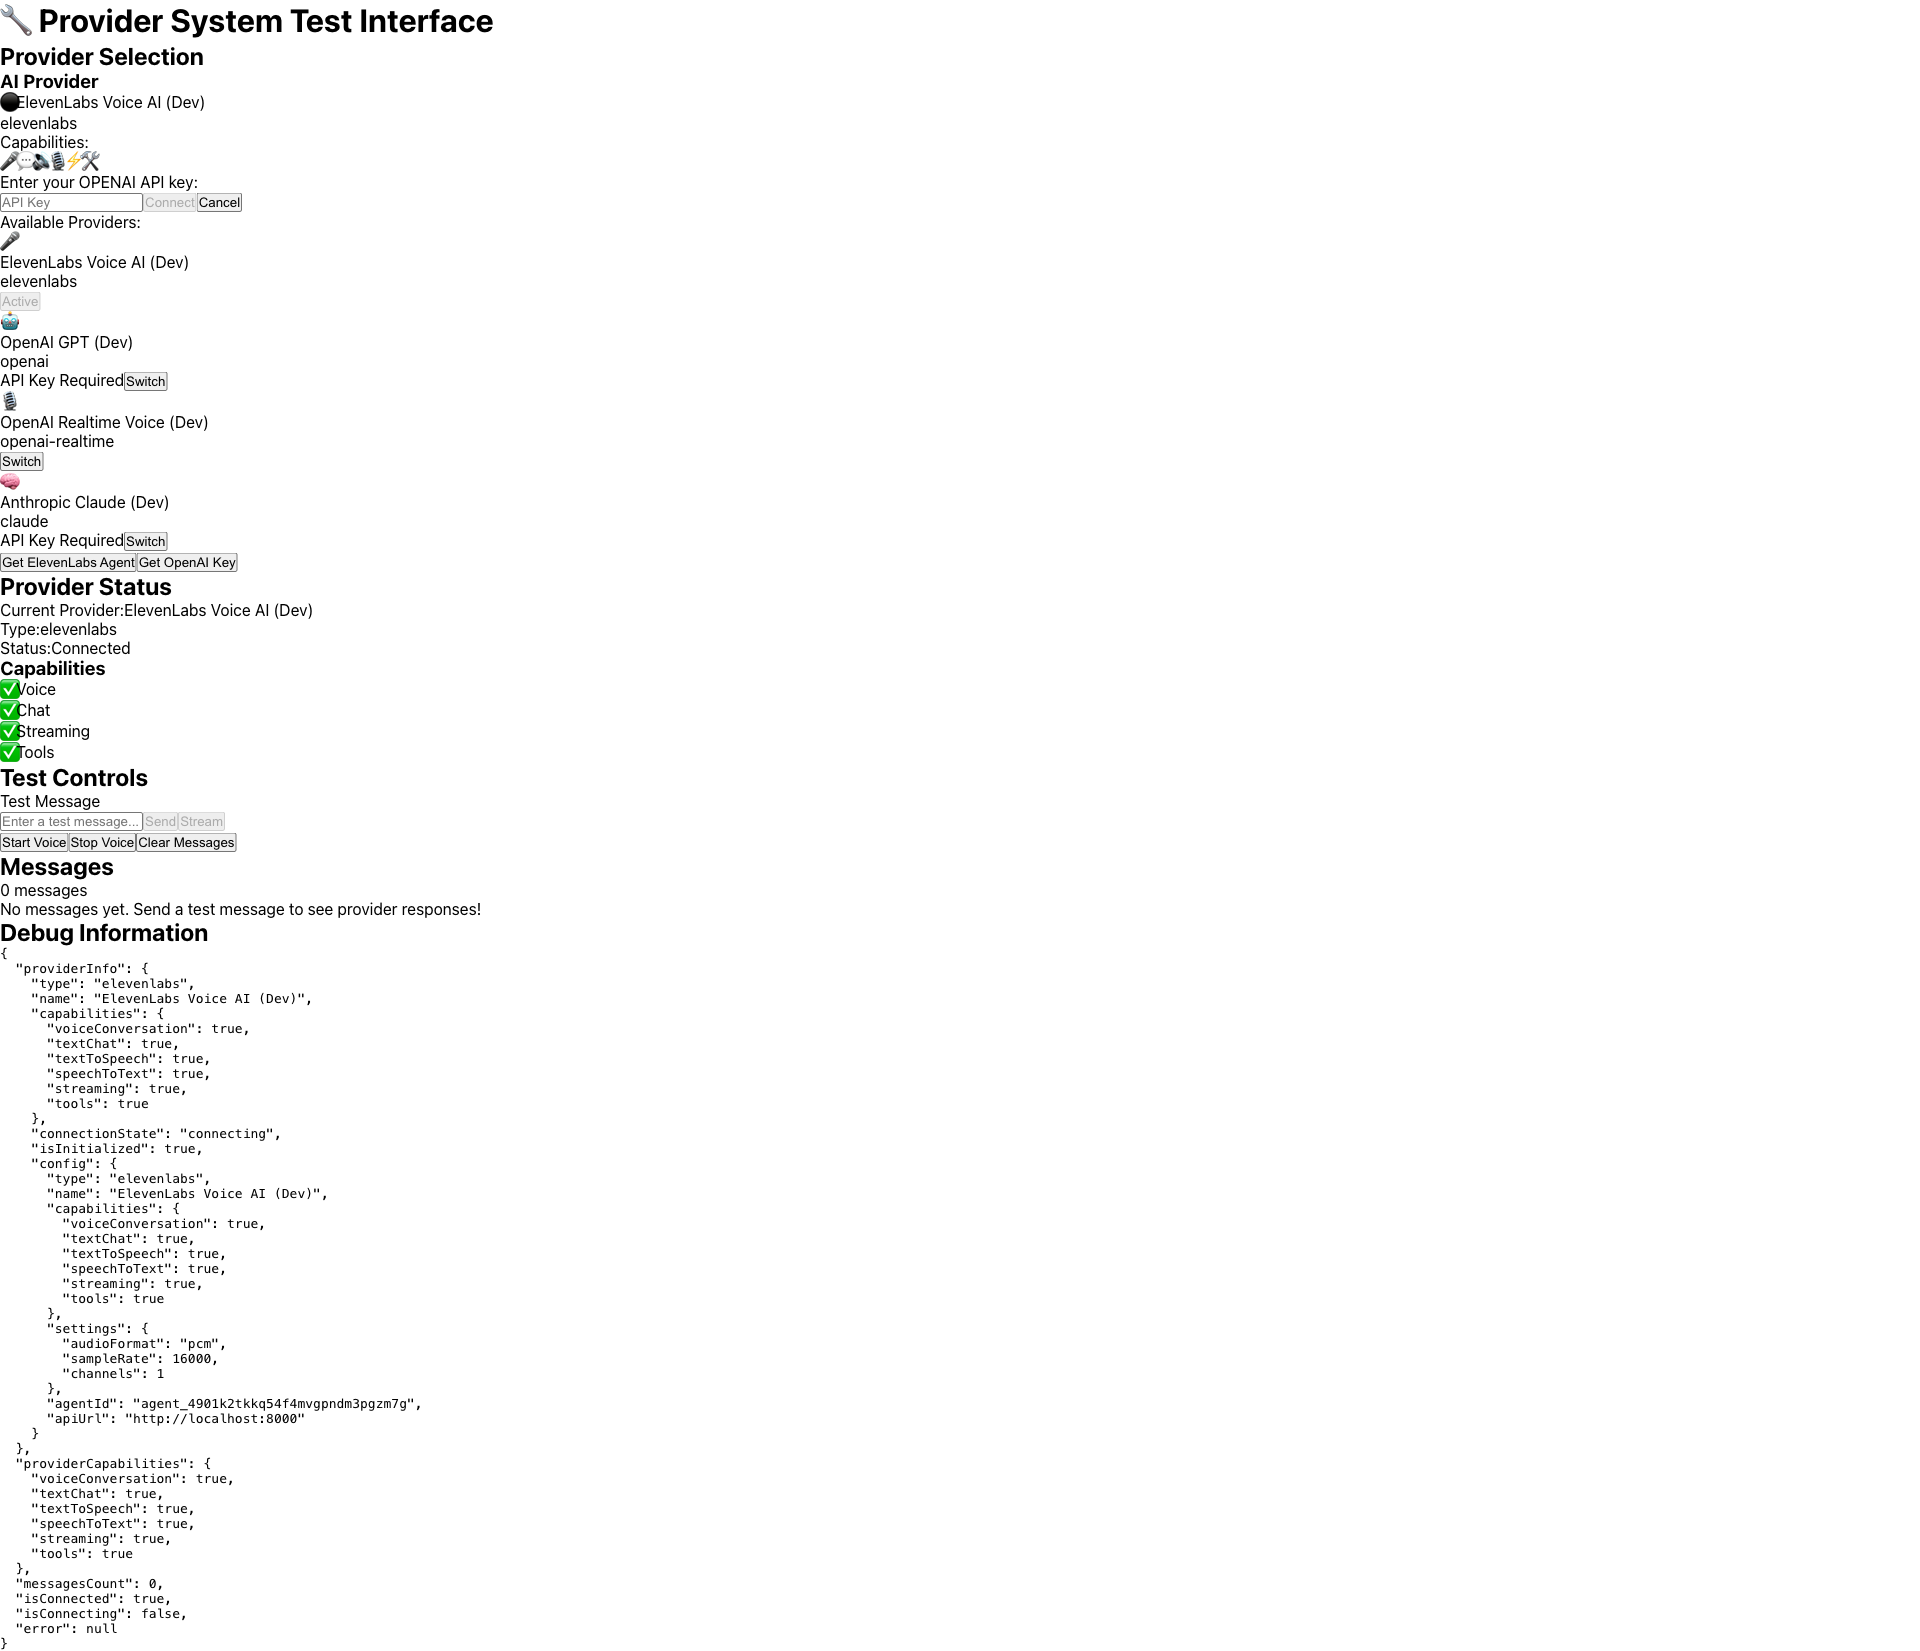 🔧 Provider System Test Interface
Provider Selection
AI Provider
⚫ElevenLabs Voice AI (Dev)
elevenlabs
Capabilities:
🎤💬🔊🎙️⚡🛠️
Enter your OPENAI API key:
API Key Connect Cancel
Available Providers:
🎤
ElevenLabs Voice AI (Dev)
elevenlabs
Active
🤖
OpenAI GPT (Dev)
openai
API Key Required Switch
🎙️
OpenAI Realtime Voice (Dev)
openai-realtime
Switch
🧠
Anthropic Claude (Dev)
claude
API Key Required Switch
Get ElevenLabs Agent Get OpenAI Key
Provider Status
Current Provider:ElevenLabs Voice AI (Dev)
Type:elevenlabs
Status:Connected
Capabilities
✅Voice
✅Chat
✅Streaming
✅Tools
Test Controls
Test Message
Enter a test message... Send Stream
Start Voice Stop Voice Clear Messages
Messages
0 messages
No messages yet. Send a test message to see provider responses!
Debug Information
{
  "providerInfo": {
    "type": "elevenlabs",
    "name": "ElevenLabs Voice AI (Dev)",
    "capabilities": {
      "voiceConversation": true,
      "textChat": true,
      "textToSpeech": true,
      "speechToText": true,
      "streaming": true,
      "tools": true
    },
    "connectionState": "connecting",
    "isInitialized": true,
    "config": {
      "type": "elevenlabs",
      "name": "ElevenLabs Voice AI (Dev)",
      "capabilities": {
        "voiceConversation": true,
        "textChat": true,
        "textToSpeech": true,
        "speechToText": true,
        "streaming": true,
        "tools": true
      },
      "settings": {
        "audioFormat": "pcm",
        "sampleRate": 16000,
        "channels": 1
      },
      "agentId": "agent_4901k2tkkq54f4mvgpndm3pgzm7g",
      "apiUrl": "http://localhost:8000"
    }
  },
  "providerCapabilities": {
    "voiceConversation": true,
    "textChat": true,
    "textToSpeech": true,
    "speechToText": true,
    "streaming": true,
    "tools": true
  },
  "messagesCount": 0,
  "isConnected": true,
  "isConnecting": false,
  "error": null
}